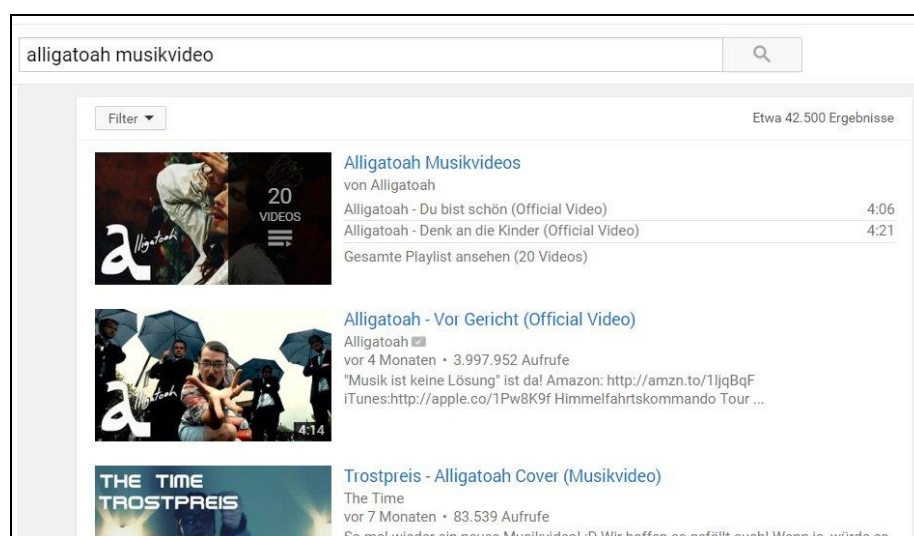 alligatoah musikvideo
Filter
Etwa 42.500 Ergebnisse
20
VIDEOS
alligatoah
Alligatoah Musikvideos
von Alligatoah
Alligatoah - Du bist schön (Official Video) 4:06
Alligatoah - Denk an die Kinder (Official Video) 4:21
Gesamte Playlist ansehen (20 Videos)
alligatoah
4:14
Alligatoah - Vor Gericht (Official Video)
Alligatoah
vor 4 Monaten • 3.997.952 Aufrufe
"Musik ist keine Lösung" ist da! Amazon: http://amzn.to/1ljqBqF
iTunes:http://apple.co/1Pw8K9f Himmelfahrtskommando Tour ...
THE TIME
TROSTPREIS
Trostpreis - Alligatoah Cover (Musikvideo)
The Time
vor 7 Monaten • 83.539 Aufrufe